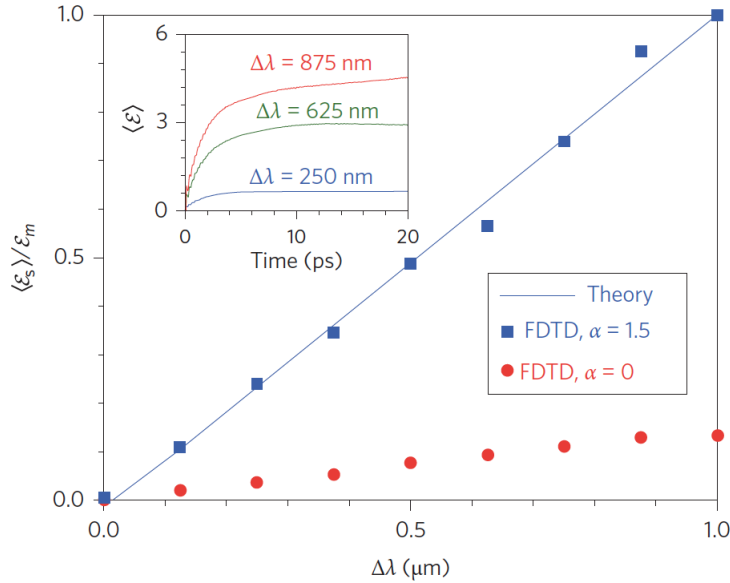 1.0
6
Δλ = 875 nm
⟨ℰ⟩
3
Δλ = 625 nm
Δλ = 250 nm
0
0
10
20
Time (ps)
⟨ℰs⟩/ℰm
0.5
Theory
FDTD, α = 1.5
FDTD, α = 0
0.0
0.0
0.5
1.0
Δλ (μm)